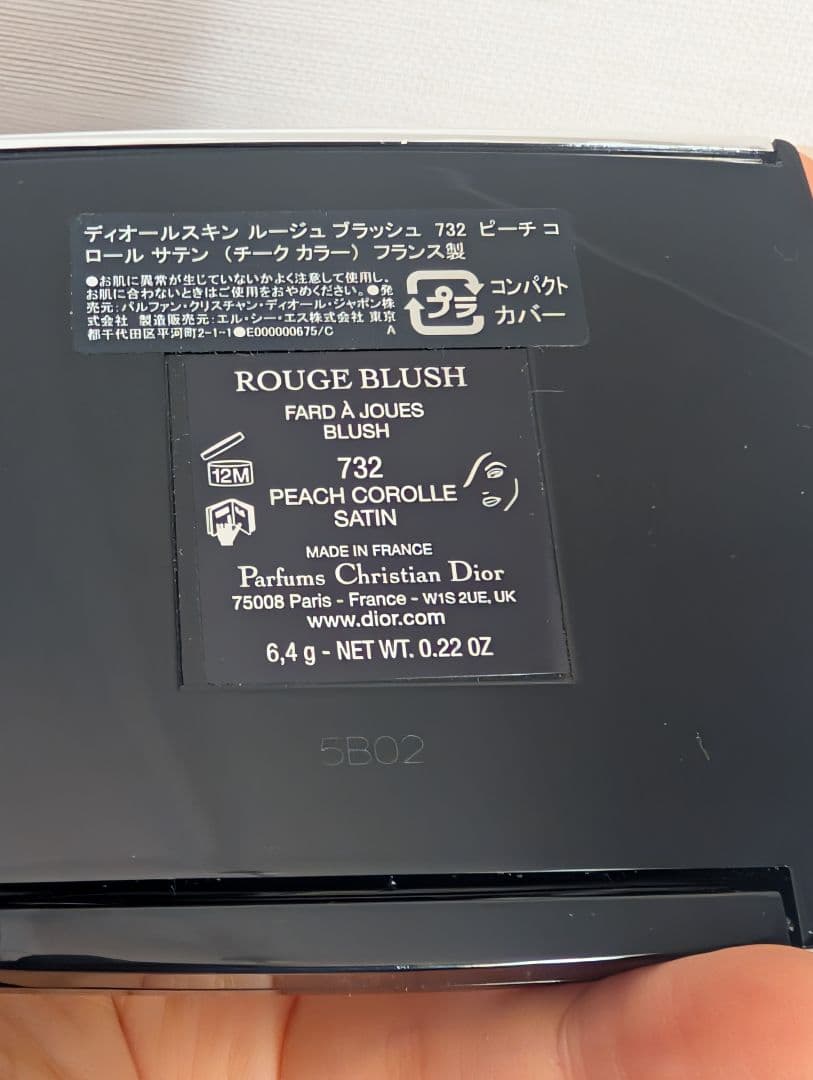 ディオールスキン ルージュ ブラッシュ 732 ピーチ コ
ロール サテン (チーク カラー) フランス製
●お肌に異常が生じていないかよく注意して使用し、
お肌に合わないときはご使用をおやめください。●発
売元:パルファン・クリスチャン・ディオール・ジャポン株
式会社 製造販売元:エル・シー・エス株式会社 東京
都千代田区平河町2-1-1●E000000675/C A
プラ
コンパクト
カバー
ROUGE BLUSH
FARD À JOUES
BLUSH
12M
732
PEACH COROLLE
SATIN
MADE IN FRANCE
Parfums Christian Dior
75008 Paris - France - W1S 2UE, UK
www.dior.com
6,4 g - NET WT. 0.22 OZ
5B02